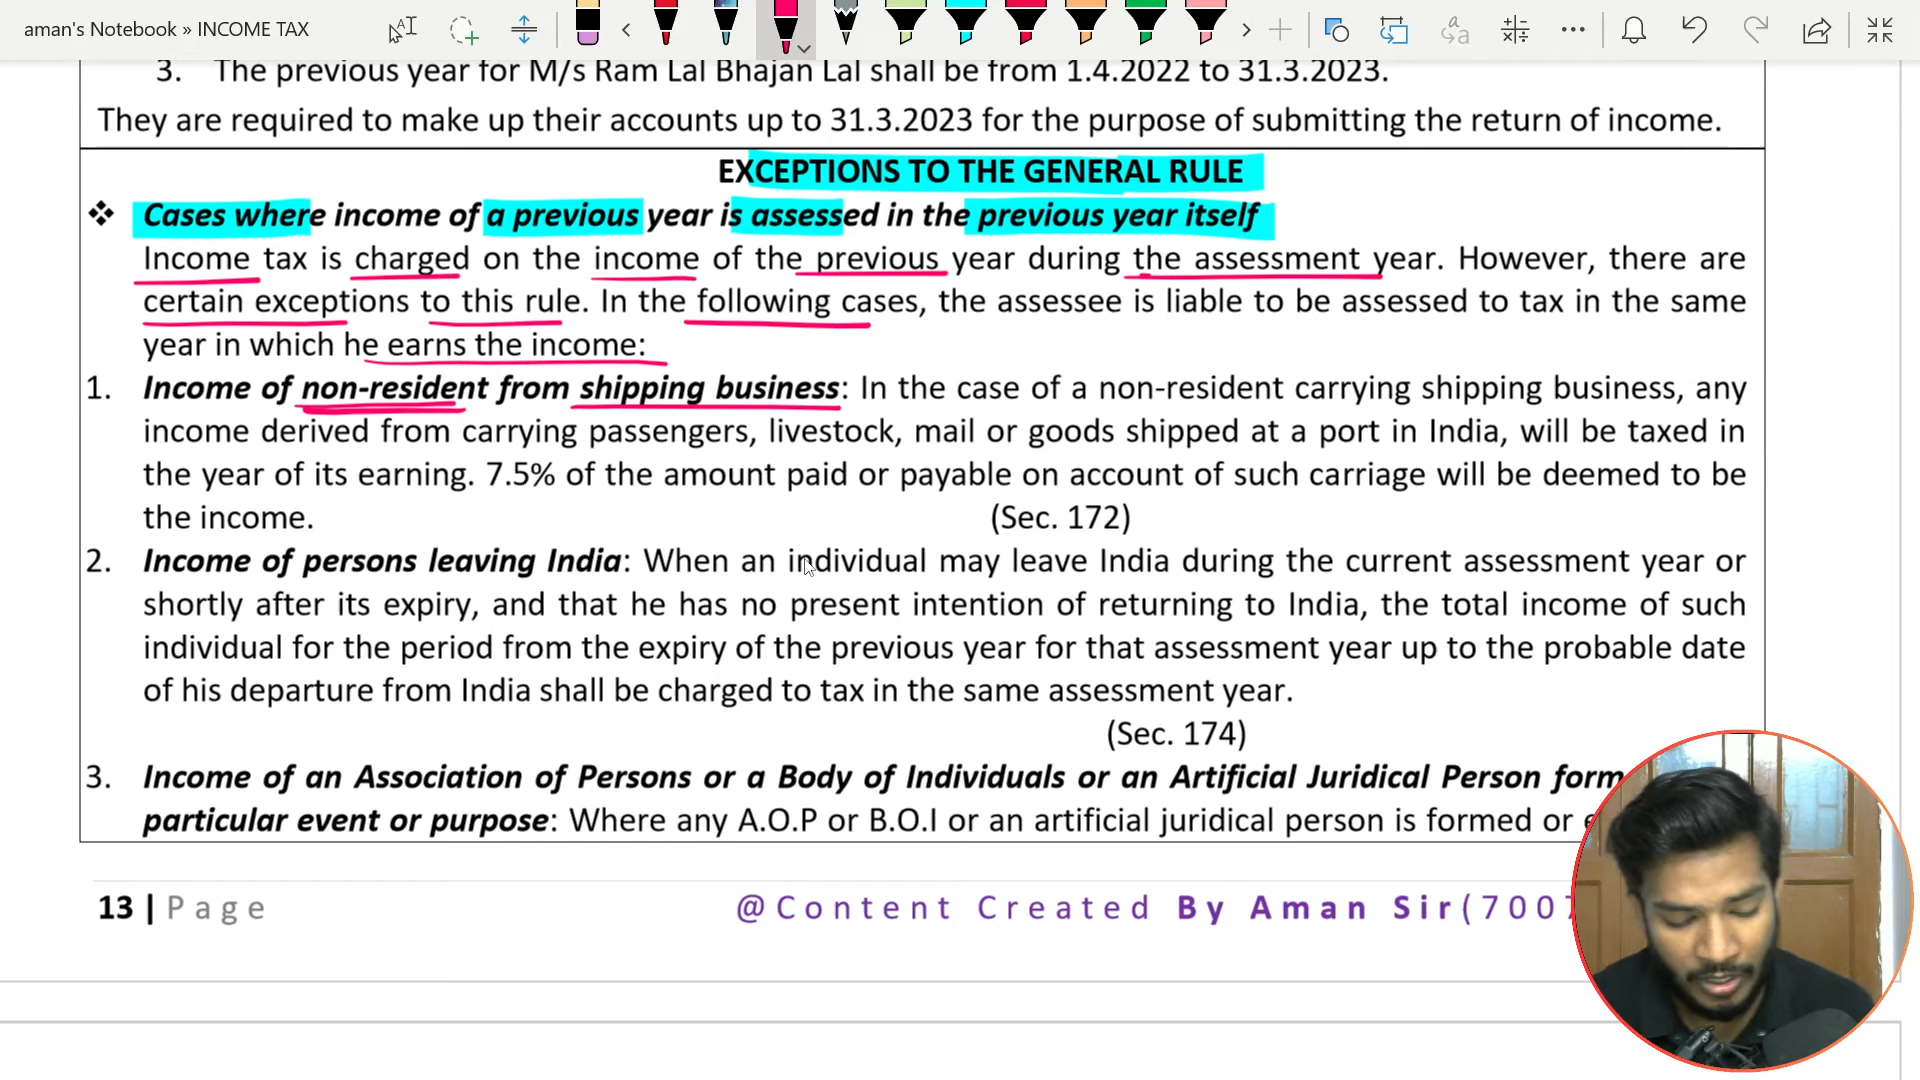 aman's Notebook » INCOME TAX
3. The previous year for M/s Ram Lal Bhajan Lal shall be from 1.4.2022 to 31.3.2023.
They are required to make up their accounts up to 31.3.2023 for the purpose of submitting the return of income.
EXCEPTIONS TO THE GENERAL RULE
❖ Cases where income of a previous year is assessed in the previous year itself
Income tax is charged on the income of the previous year during the assessment year. However, there are
certain exceptions to this rule. In the following cases, the assessee is liable to be assessed to tax in the same
year in which he earns the income:
1. Income of non-resident from shipping business: In the case of a non-resident carrying shipping business, any
income derived from carrying passengers, livestock, mail or goods shipped at a port in India, will be taxed in
the year of its earning. 7.5% of the amount paid or payable on account of such carriage will be deemed to be
the income. (Sec. 172)
2. Income of persons leaving India: When an individual may leave India during the current assessment year or
shortly after its expiry, and that he has no present intention of returning to India, the total income of such
individual for the period from the expiry of the previous year for that assessment year up to the probable date
of his departure from India shall be charged to tax in the same assessment year.
(Sec. 174)
3. Income of an Association of Persons or a Body of Individuals or an Artificial Juridical Person form
particular event or purpose: Where any A.O.P or B.O.I or an artificial juridical person is formed or
13 | Page
@Content Created By Aman Sir(700